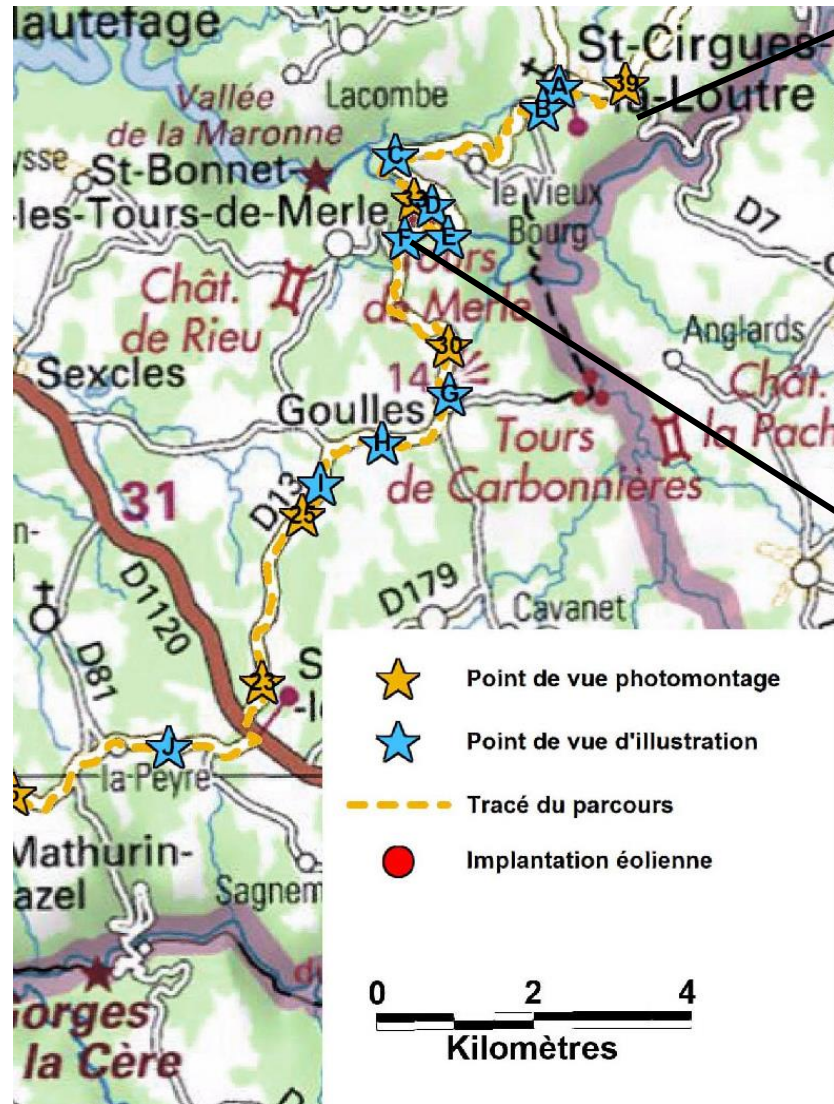 Hautefage
St-Cirgues-
la-Loutre
39
A
B
Lacombe
Vallée
de la Maronne
C
St-Bonnet-
-les-Tours-de-Merle
le Vieux
Bourg
D
D7
F
E
Tours
de Merle
Chât.
de Rieu
30
Anglards
Sexcles
14
Chât.
la Pach
Goulles
G
H
Tours
de Carbonnières
I
D13
25
31
D1120
D179
Cavanet
D81
23
J
la-Peyre
Mathurin-
Sagnem
Gorges
la Cère
Point de vue photomontage
Point de vue d'illustration
Tracé du parcours
Implantation éolienne
0 2 4
Kilomètres